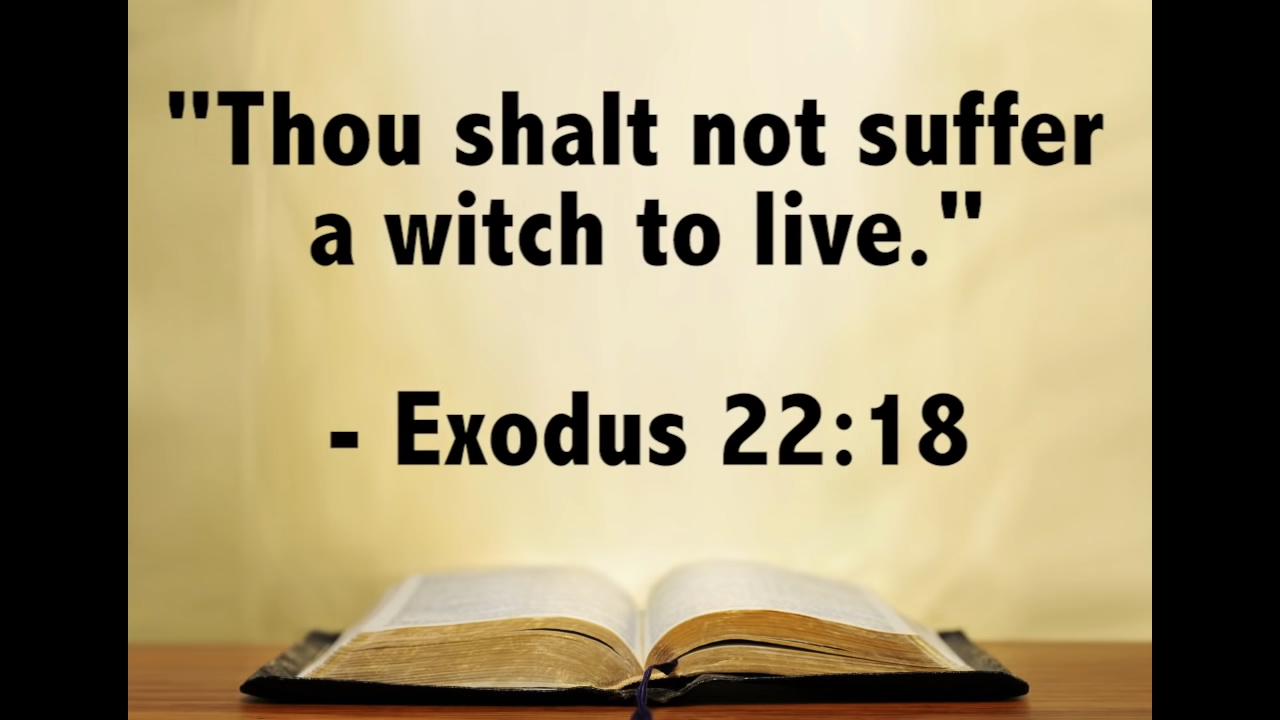 "Thou shalt not suffer
a witch to live."
- Exodus 22:18